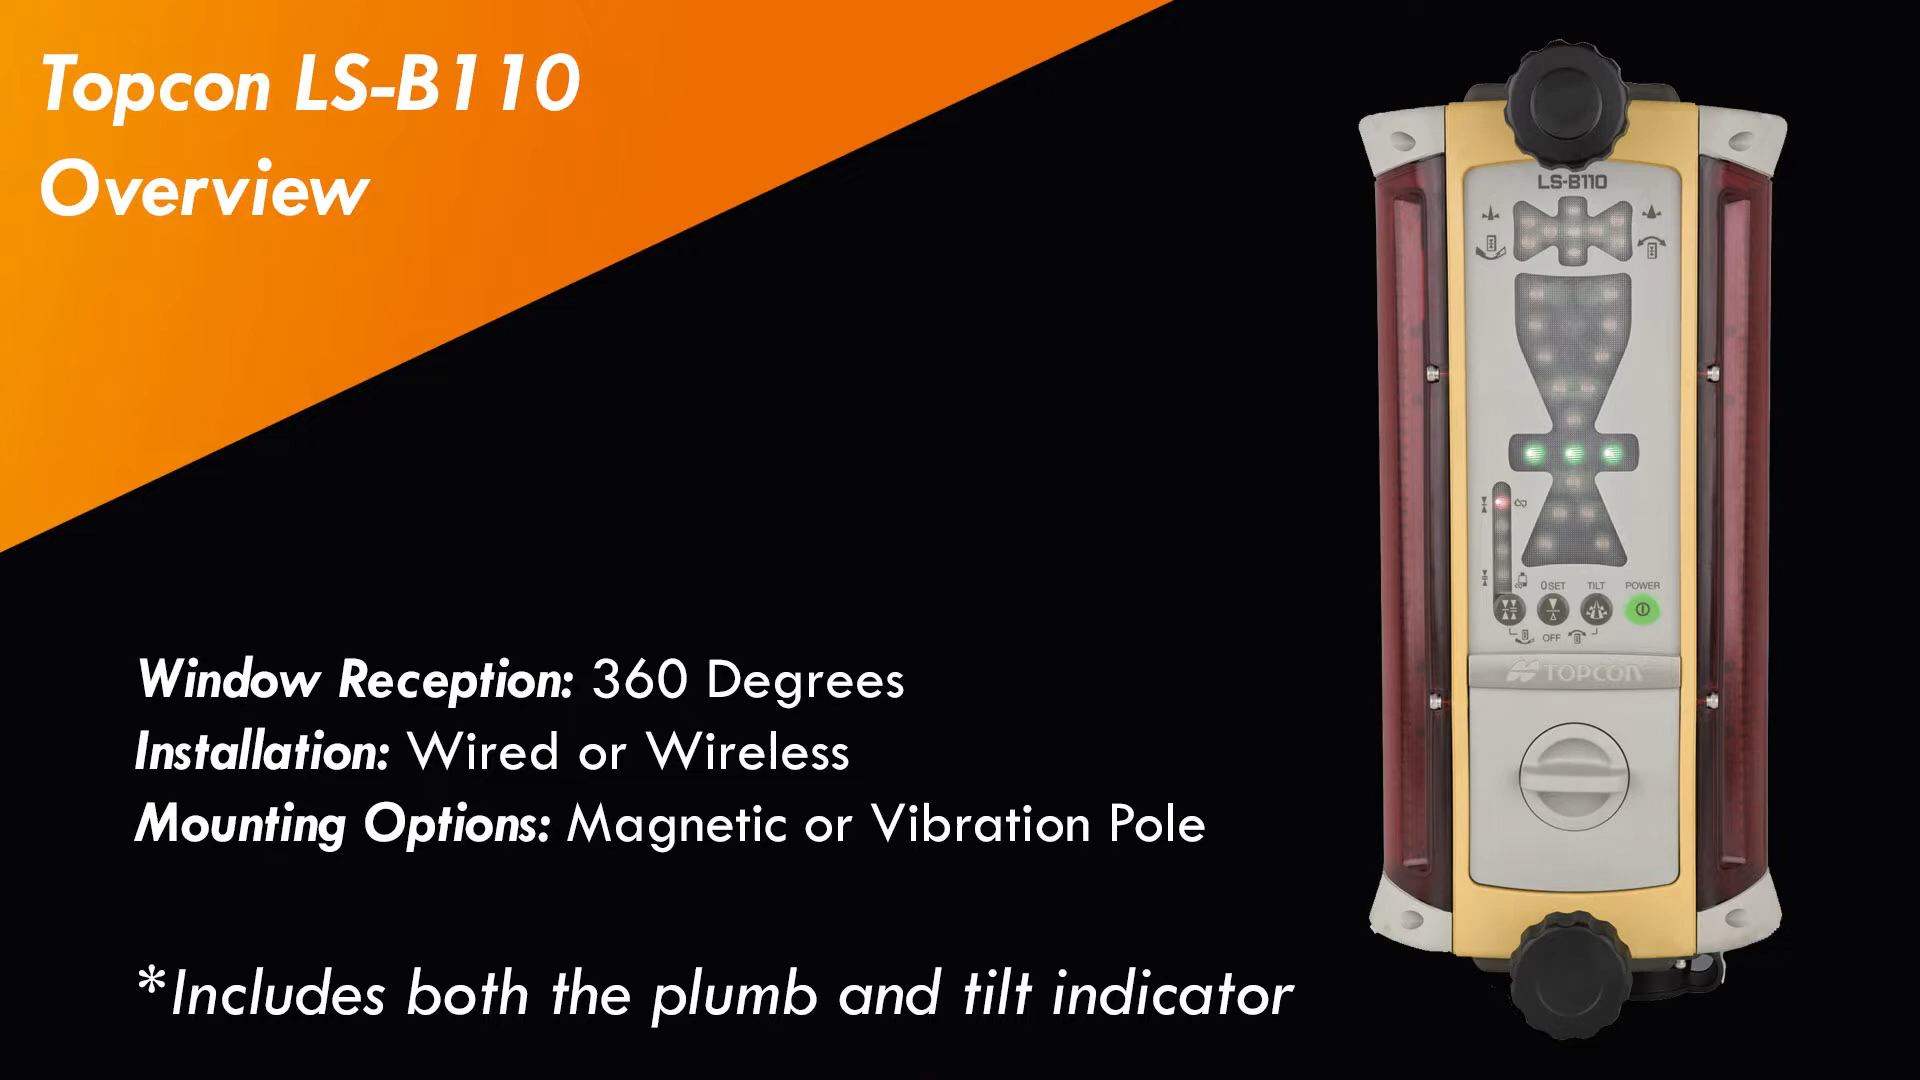 Topcon LS-B110
Overview
LS-B110
0SET TILT POWER
OFF
TOPCON
Window Reception: 360 Degrees
Installation: Wired or Wireless
Mounting Options: Magnetic or Vibration Pole
*Includes both the plumb and tilt indicator